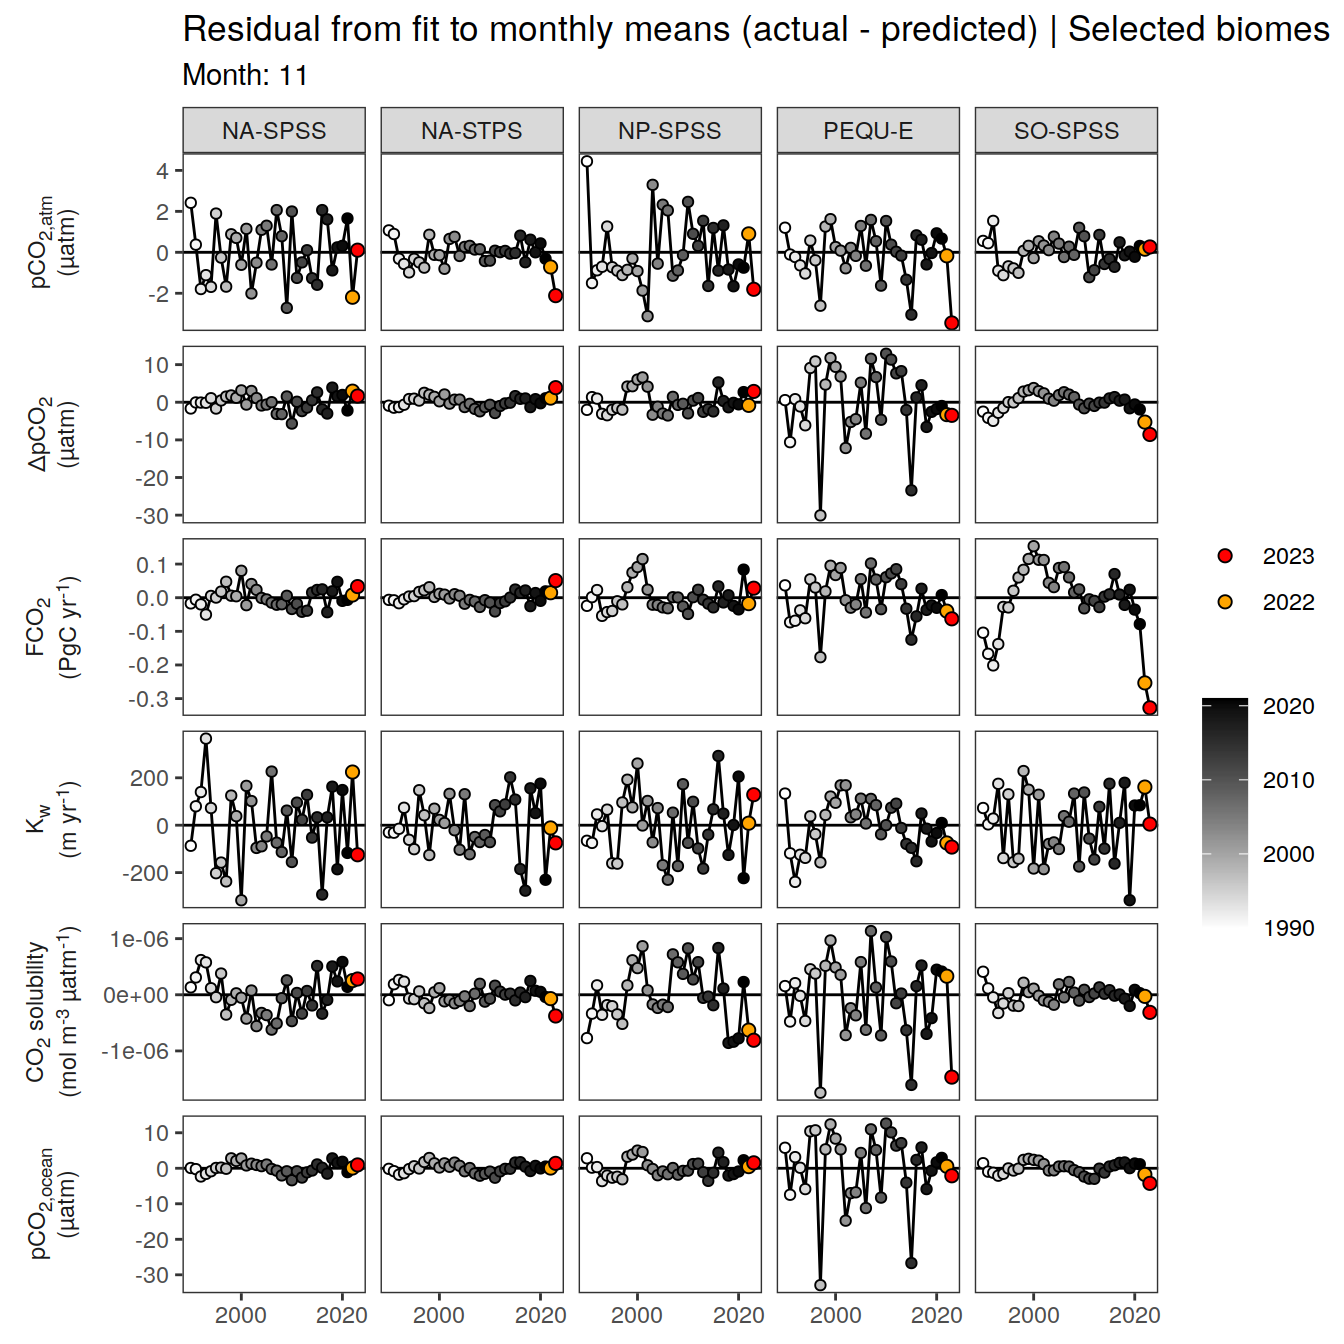 Residual from fit to monthly means (actual - predicted) | Selected biomes
Month: 11
NA-SPSS NA-STPS NP-SPSS PEQU-E SO-SPSS
pCO2,atm
(µatm)
4
2
0
-2
ΔpCO2
(µatm)
10
0
-10
-20
-30
FCO2
(PgC yr-1)
0.1
0.0
-0.1
-0.2
-0.3
Kw
(m yr-1)
200
0
-200
CO2 solubility
(mol m-3 µatm-1)
1e-06
0e+00
-1e-06
pCO2,ocean
(µatm)
10
0
-10
-20
-30
2000 2020 2000 2020 2000 2020 2000 2020 2000 2020
2023
2022
2020
2010
2000
1990